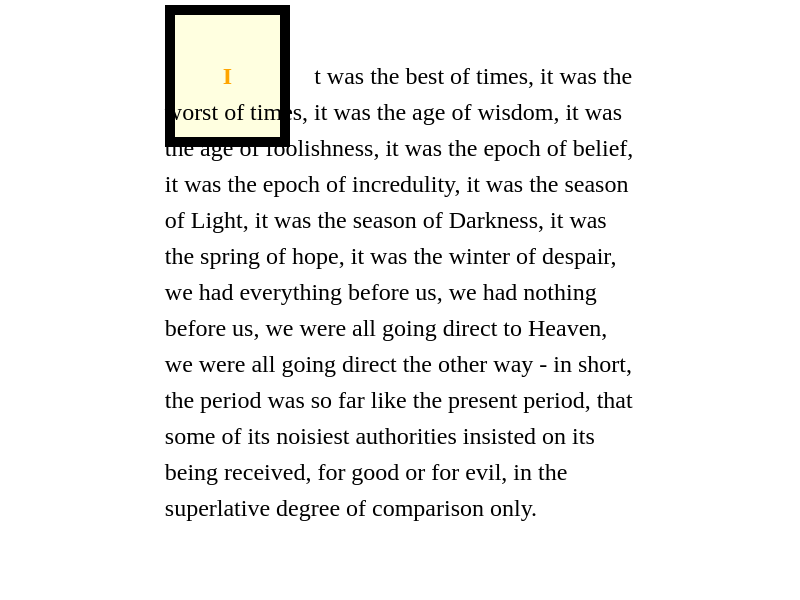 It was the best of times, it was the
worst of times, it was the age of wisdom, it was
the age of foolishness, it was the epoch of belief,
it was the epoch of incredulity, it was the season
of Light, it was the season of Darkness, it was
the spring of hope, it was the winter of despair,
we had everything before us, we had nothing
before us, we were all going direct to Heaven,
we were all going direct the other way - in short,
the period was so far like the present period, that
some of its noisiest authorities insisted on its
being received, for good or for evil, in the
superlative degree of comparison only.